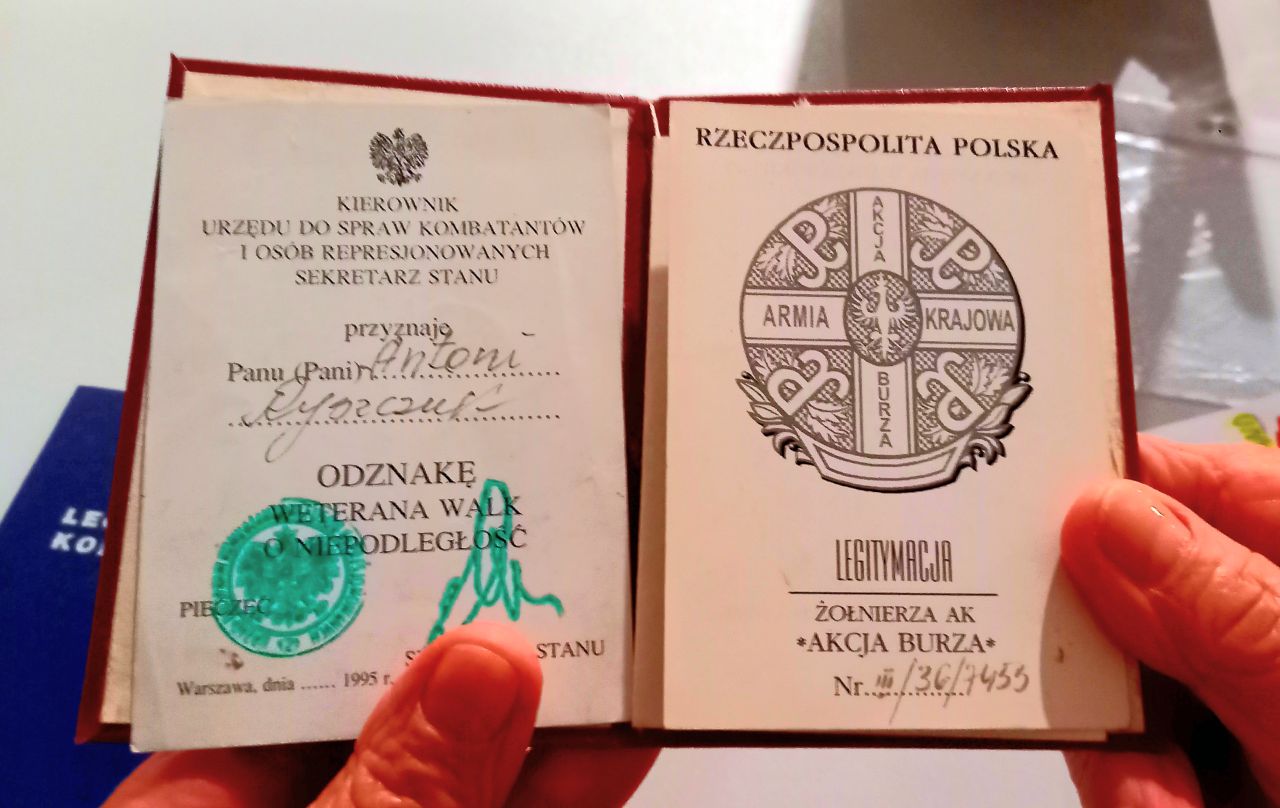 KIEROWNIK
URZĘDU DO SPRAW KOMBATANTÓW
I OSÓB REPRESJONOWANYCH
SEKRETARZ STANU
przyznaję
Panu (Pani) Antoni
ODZNAKĘ
WETERANA WALK
O NIEPODLEGŁOŚĆ
PIECZĘĆ
STANU
Warszawa, dnia ...... 1995 r.
RZECZPOSPOLITA POLSKA
AKCJA
ARMIA KRAJOWA
BURZA
LEGITYMACJA
ŻOŁNIERZA AK
*AKCJA BURZA*
Nr III/36/7455